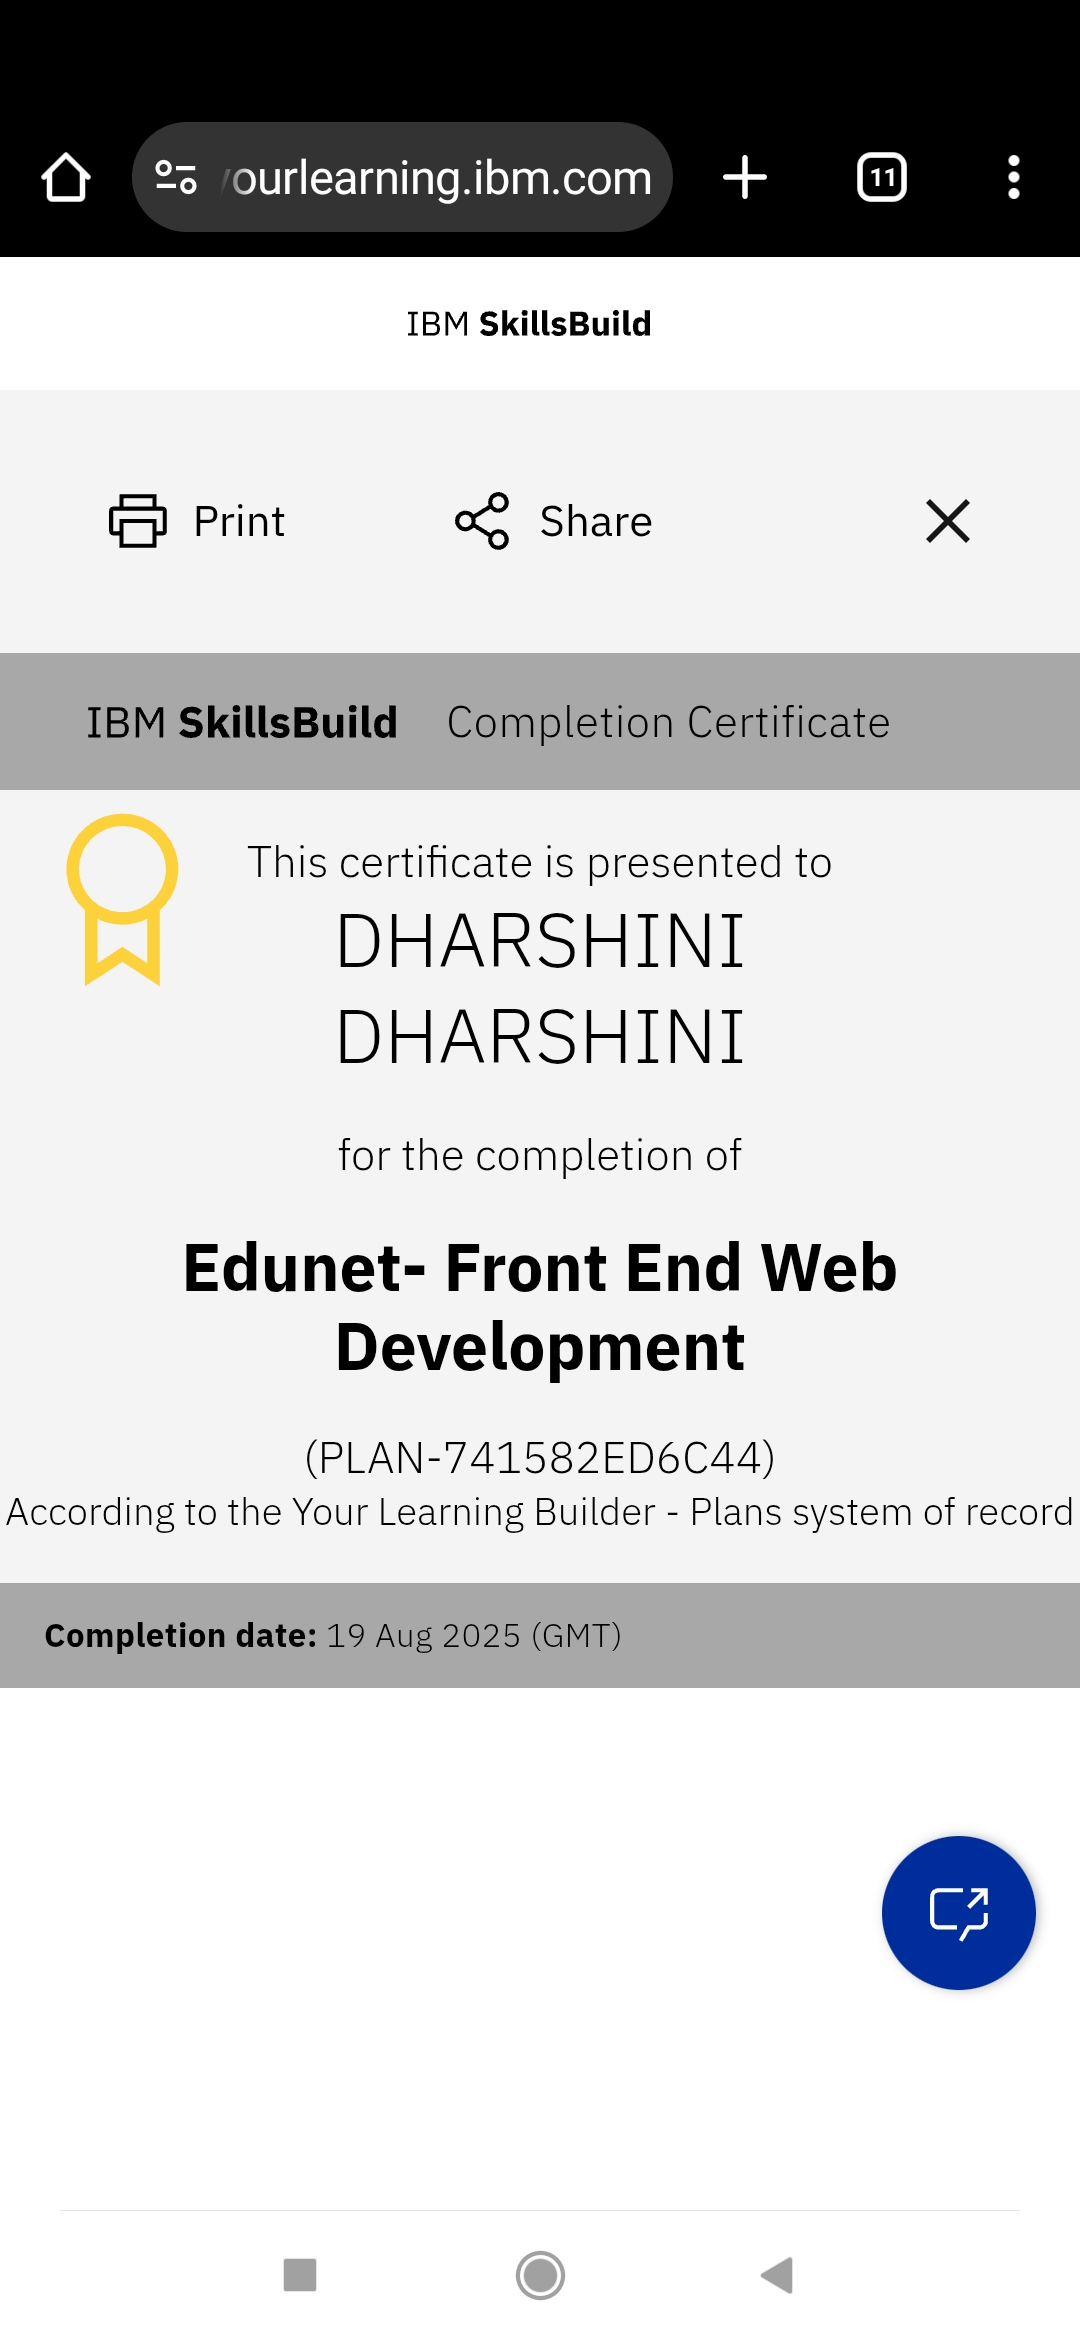 ourlearning.ibm.com
11
IBM SkillsBuild
Print
Share
IBM SkillsBuild Completion Certificate
This certificate is presented to
DHARSHINI
DHARSHINI
for the completion of
Edunet- Front End Web
Development
(PLAN-741582ED6C44)
According to the Your Learning Builder - Plans system of record
Completion date: 19 Aug 2025 (GMT)